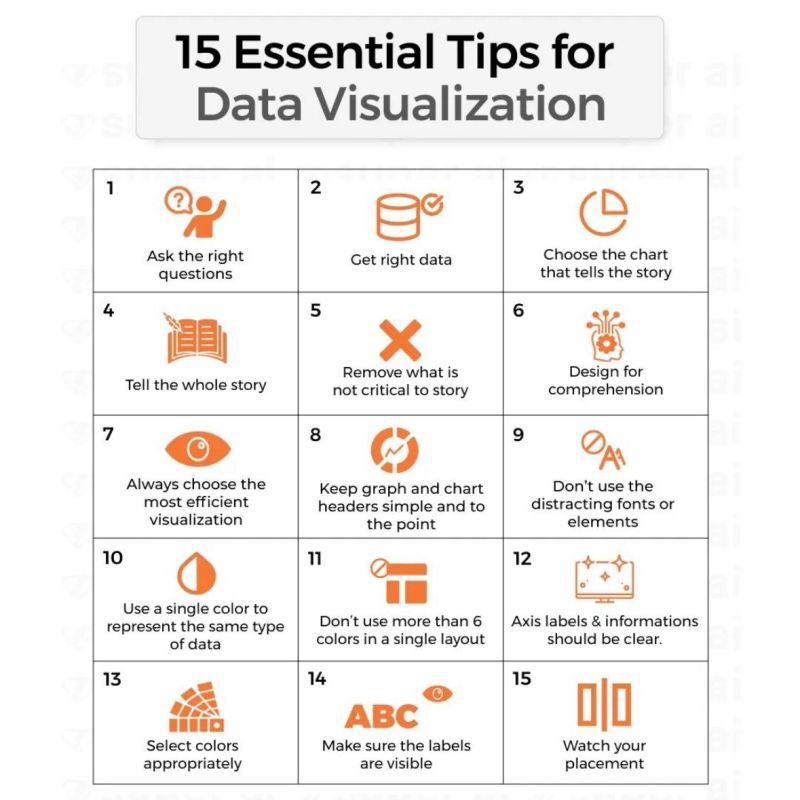 15 Essential Tips for
Data Visualization
1
?
Ask the right
questions
2
Get right data
3
Choose the chart
that tells the story
4
Tell the whole story
5
Remove what is
not critical to story
6
Design for
comprehension
7
Always choose the
most efficient
visualization
8
Keep graph and chart
headers simple and to
the point
9
AA
Don't use the
distracting fonts or
elements
10
Use a single color to
represent the same type
of data
11
Don't use more than 6
colors in a single layout
12
Axis labels & informations
should be clear.
13
Select colors
appropriately
14
ABC
Make sure the labels
are visible
15
Watch your
placement
super ai